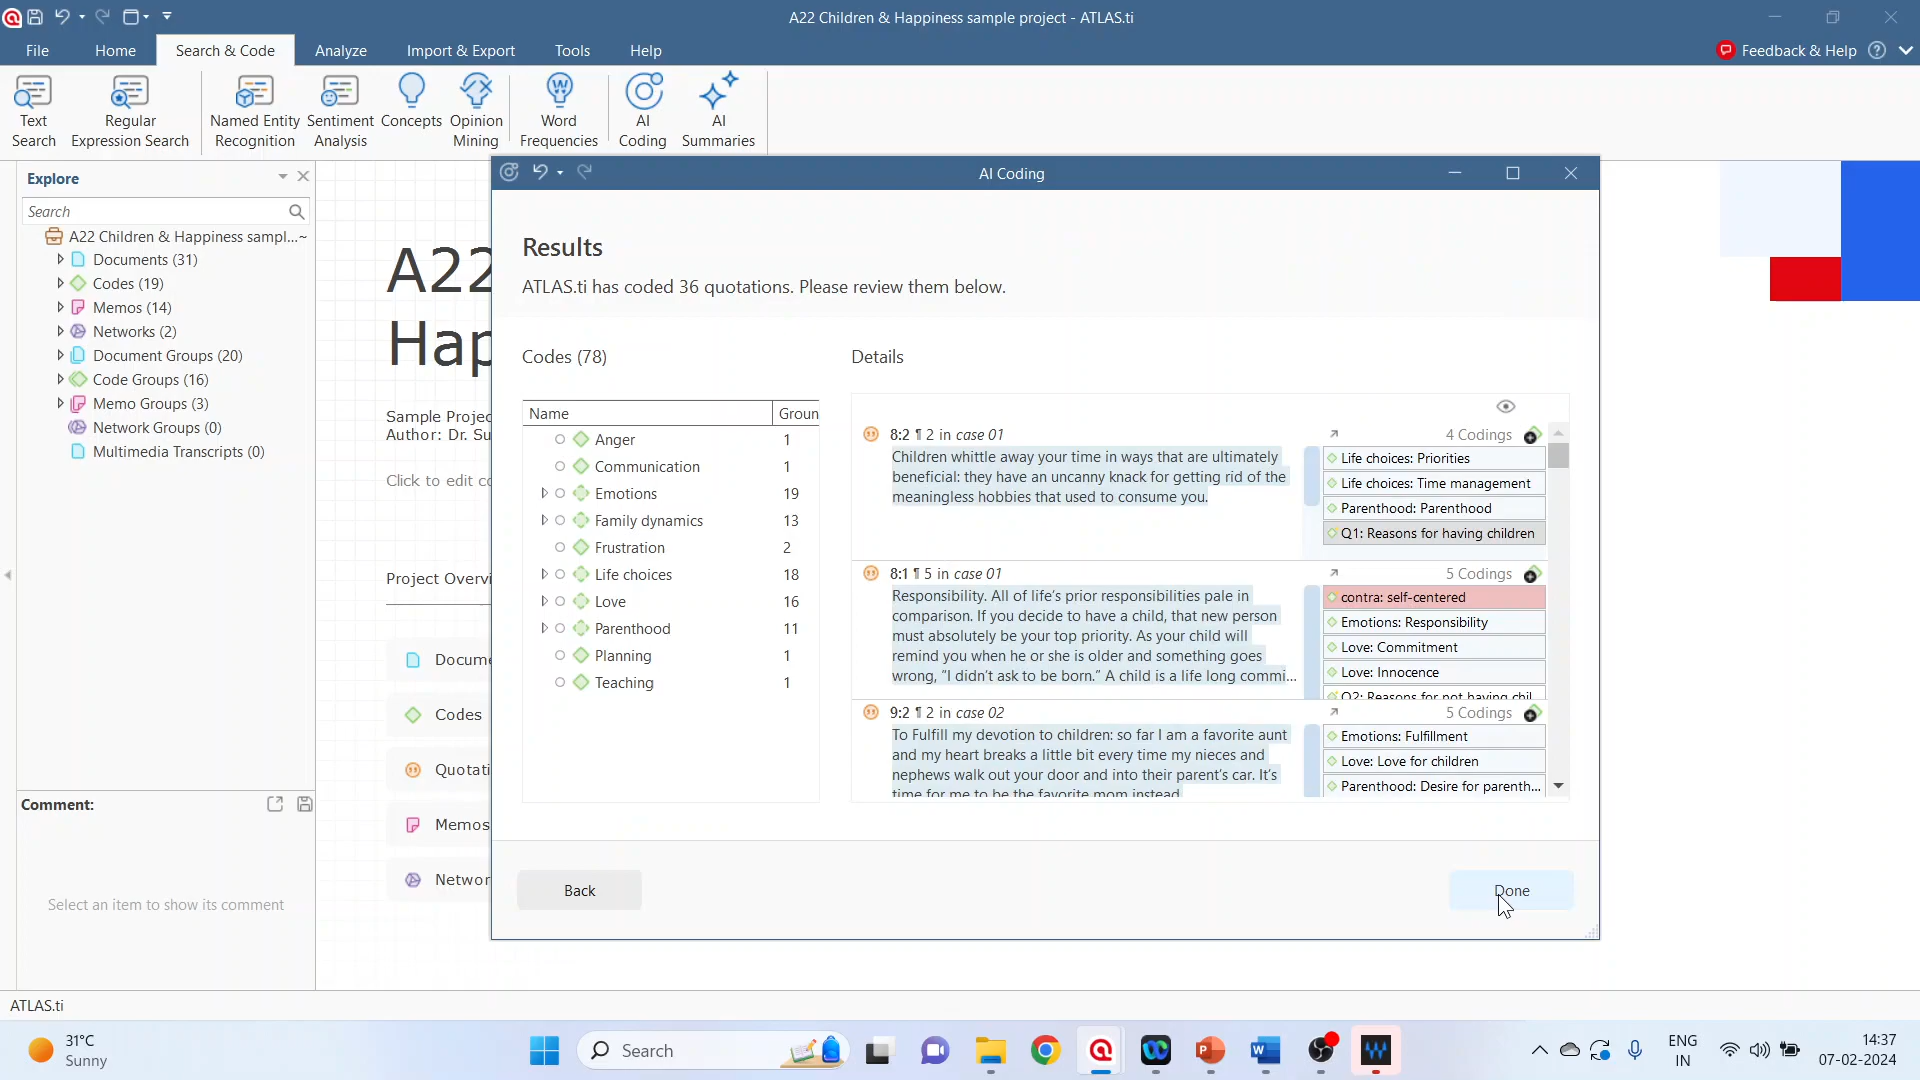 A22 Children & Happiness sample project - ATLAS.ti
File Home Search & Code Analyze Import & Export Tools Help
Feedback & Help
Text Search
Regular Expression Search
Named Entity Recognition
Sentiment Analysis
Concepts
Opinion Mining
Word Frequencies
AI Coding
AI Summaries
Explore
Search
A22 Children & Happiness sampl...~
Documents (31)
Codes (19)
Memos (14)
Networks (2)
Document Groups (20)
Code Groups (16)
Memo Groups (3)
Network Groups (0)
Multimedia Transcripts (0)
Comment:
Select an item to show its comment
A22
Hap
Sample Projec
Author: Dr. Su
Click to edit co
Project Overvi
Docume
Codes
Quotati
Memos
Networ
AI Coding
Results
ATLAS.ti has coded 36 quotations. Please review them below.
Codes (78)
Name Groun
Anger 1
Communication 1
Emotions 19
Family dynamics 13
Frustration 2
Life choices 18
Love 16
Parenthood 11
Planning 1
Teaching 1
Details
8:2 ¶ 2 in case 01
4 Codings
Children whittle away your time in ways that are ultimately
beneficial: they have an uncanny knack for getting rid of the
meaningless hobbies that used to consume you.
Life choices: Priorities
Life choices: Time management
Parenthood: Parenthood
Q1: Reasons for having children
8:1 ¶ 5 in case 01
5 Codings
Responsibility. All of life's prior responsibilities pale in
comparison. If you decide to have a child, that new person
must absolutely be your top priority. As your child will
remind you when he or she is older and something goes
wrong, "I didn't ask to be born." A child is a life long commi...
contra: self-centered
Emotions: Responsibility
Love: Commitment
Love: Innocence
Q2: Reasons for not having chil
9:2 ¶ 2 in case 02
5 Codings
To Fulfill my devotion to children: so far I am a favorite aunt
and my heart breaks a little bit every time my nieces and
nephews walk out your door and into their parent's car. It's
time for me to be the favorite mom instead.
Emotions: Fulfillment
Love: Love for children
Parenthood: Desire for parenth...
Back
Done
ATLAS.ti
31°C
Sunny
Search
ENG
IN
14:37
07-02-2024